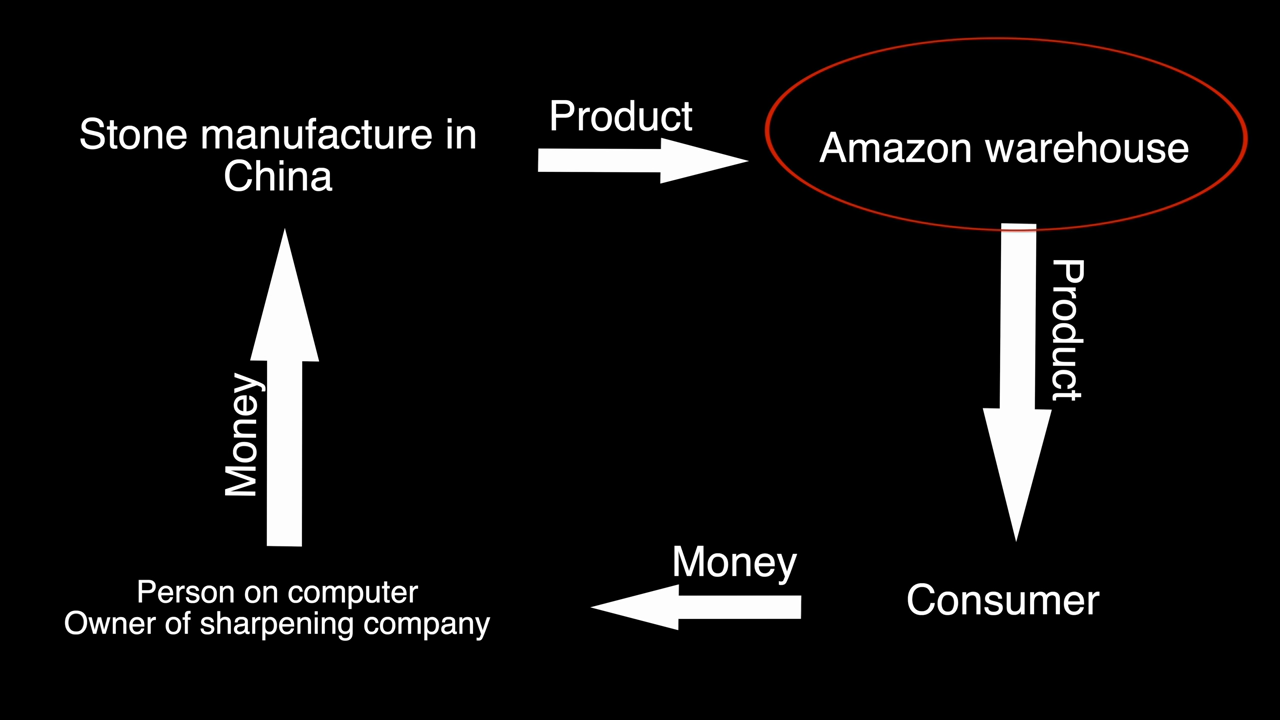 Product
Stone manufacture in
China
Amazon warehouse
Product
Money
Money
Person on computer
Owner of sharpening company
Consumer